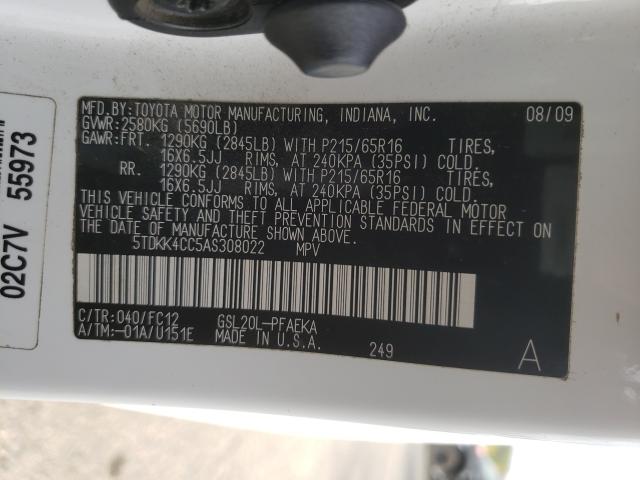 MFD.BY:TOYOTA MOTOR MANUFACTURING, INDIANA, INC. 08/09
GVWR:2580KG (5690LB)
GAWR:FRT. 1290KG (2845LB) WITH P215/65R16 TIRES,
16X6.5JJ RIMS, AT 240KPA (35PSI) COLD.
RR. 1290KG (2845LB) WITH P215/65R16 TIRES,
16X6.5JJ RIMS, AT 240KPA (35PSI) COLD.
THIS VEHICLE CONFORMS TO ALL APPLICABLE FEDERAL MOTOR
VEHICLE SAFETY AND THEFT PREVENTION STANDARDS IN EFFECT ON
THE DATE OF MANUFACTURE SHOWN ABOVE.
5TDKK4CC5AS308022 MPV
C/TR:040/FC12 GSL20L-PFAEKA
A/TM:-01A/U151E MADE IN U.S.A. 249 A
02C7V 55973